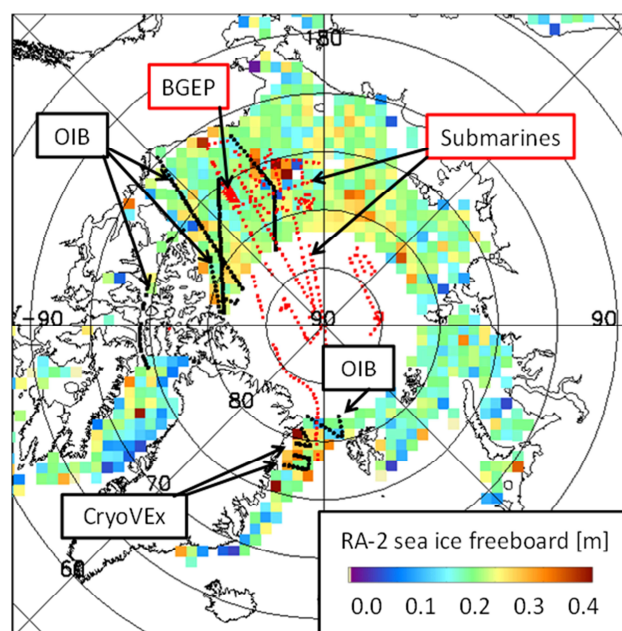 180
BGEP
OIB
Submarines
-90
90
90
OIB
80
CryoVEx
70
60
RA-2 sea ice freeboard [m]
0.0 0.1 0.2 0.3 0.4